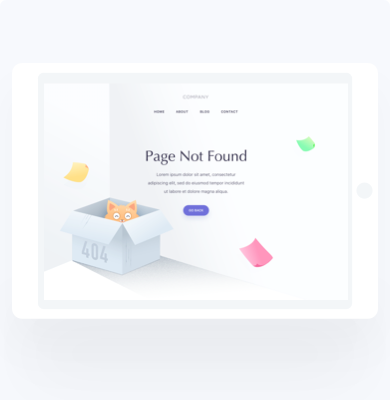 COMPANY
HOME ABOUT BLOG CONTACT
Page Not Found
Lorem ipsum dolor sit amet, consectetur
adipiscing elit, sed do eiusmod tempor modolum
ut labore et dolore magna aliqua.
GO BACK
404